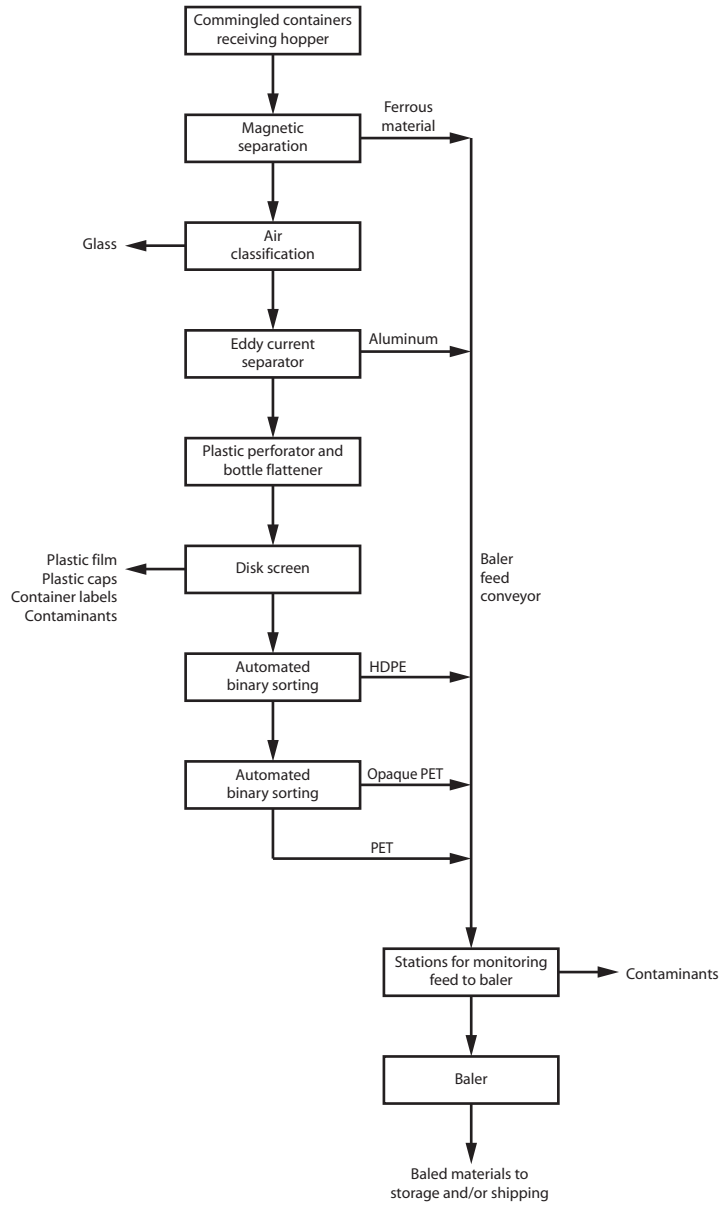 Commingled containers
receiving hopper
Magnetic
separation
Ferrous
material
Air
classification
Glass
Eddy current
separator
Aluminum
Plastic perforator and
bottle flattener
Disk screen
Plastic film
Plastic caps
Container labels
Contaminants
Baler
feed
conveyor
Automated
binary sorting
HDPE
Automated
binary sorting
Opaque PET
PET
Stations for monitoring
feed to baler
Contaminants
Baler
Baled materials to
storage and/or shipping